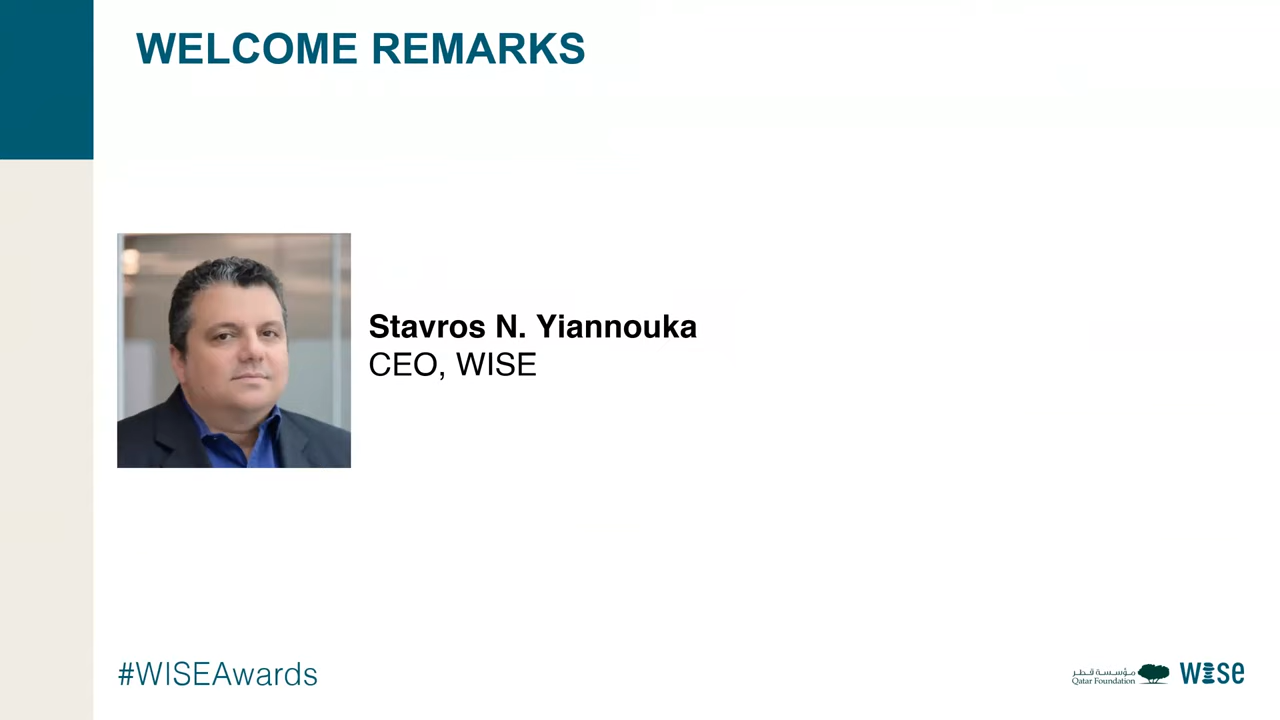 WELCOME REMARKS
Stavros N. Yiannouka
CEO, WISE
#WISEAwards
مؤسسة قطر
Qatar Foundation
WISE